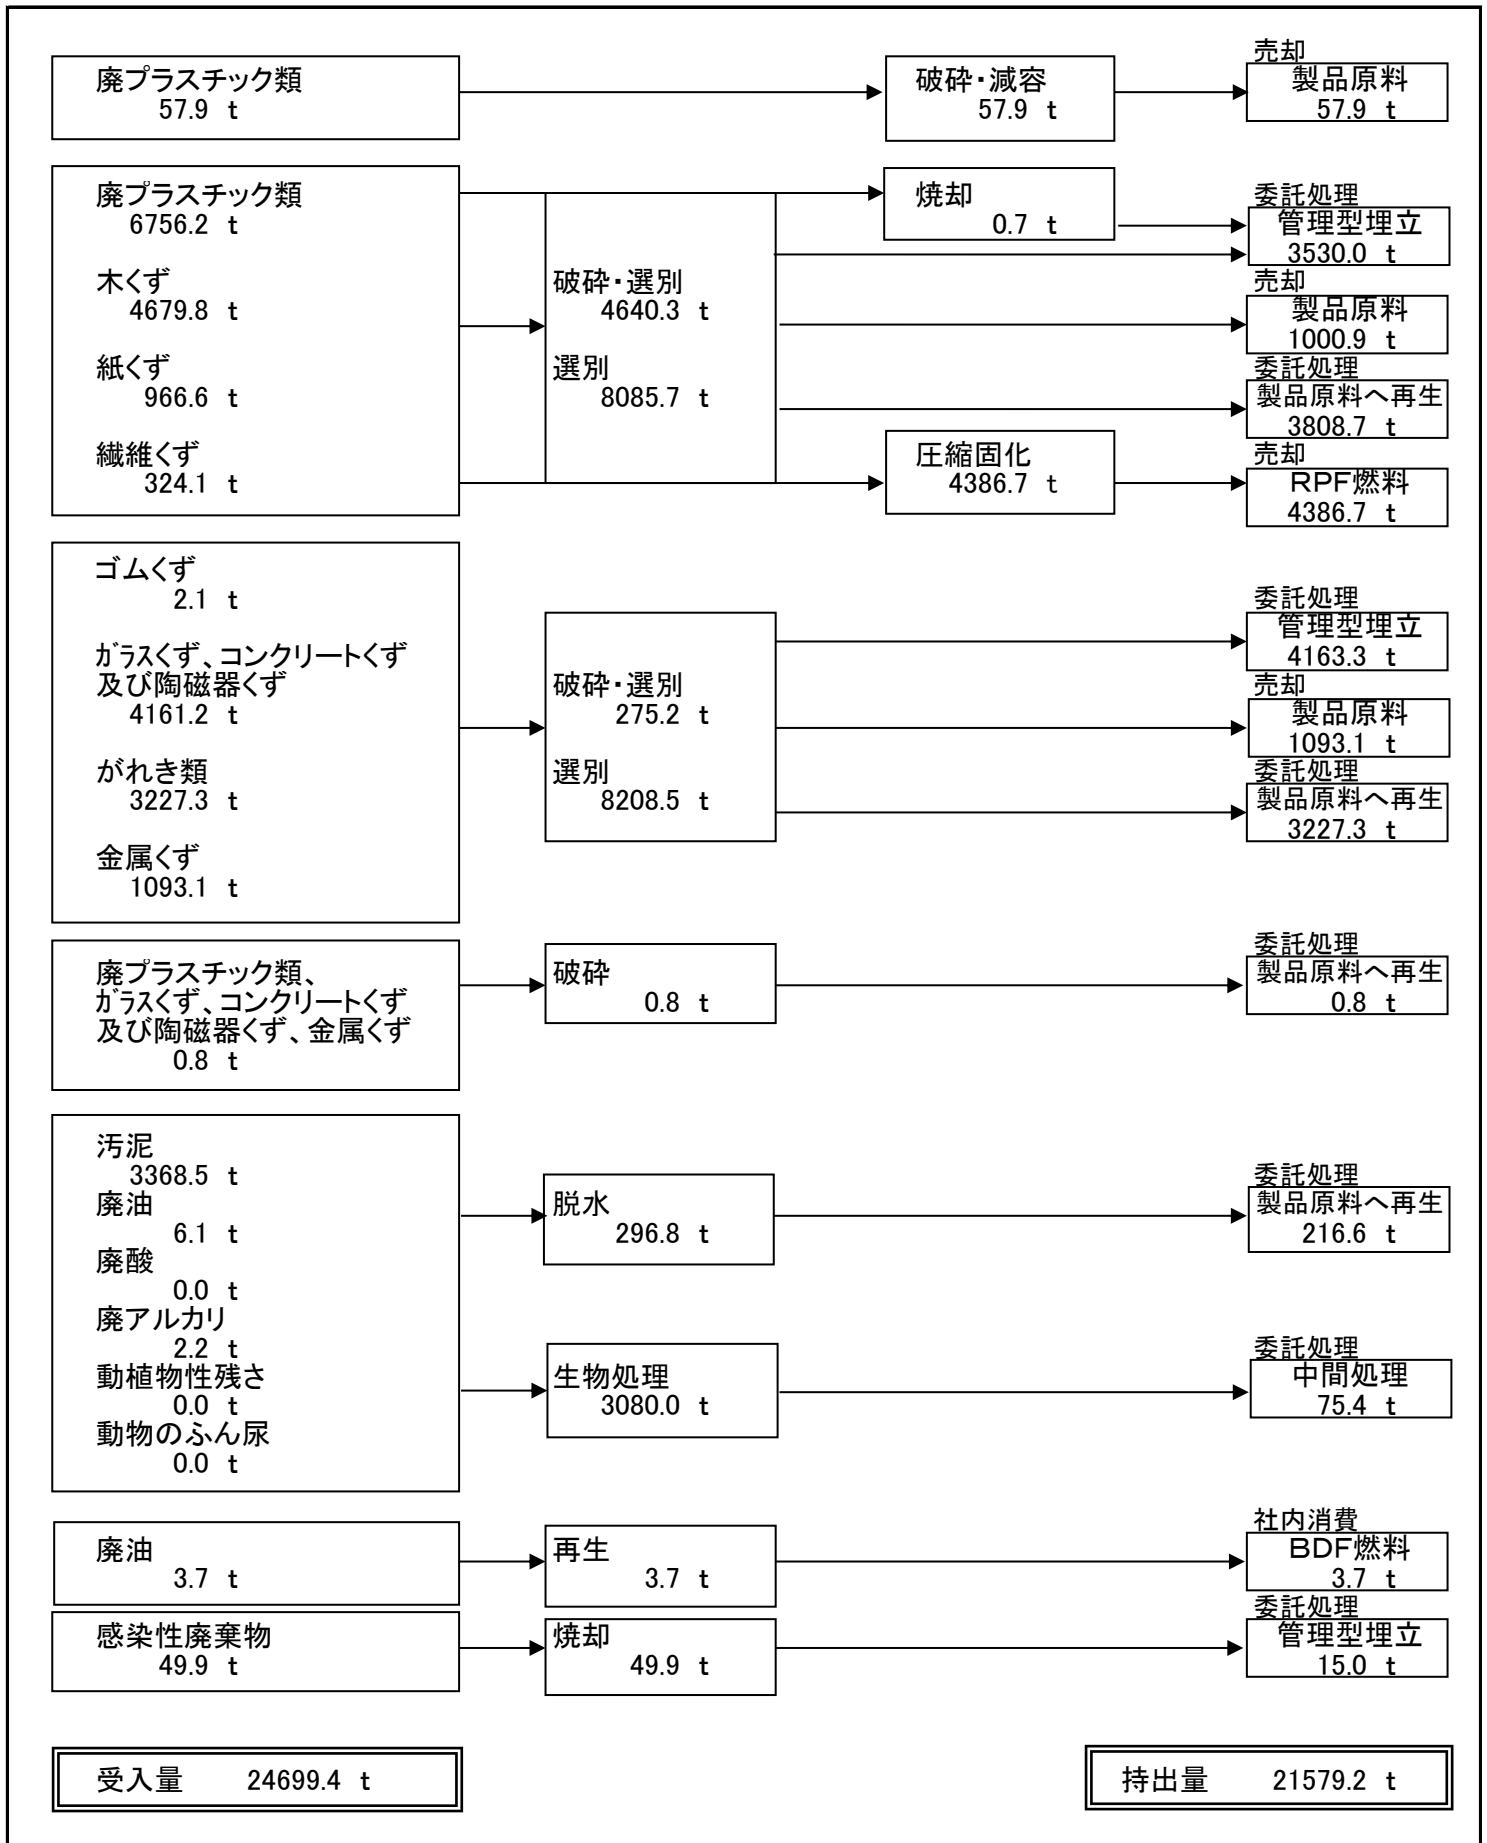 廃プラスチック類
57.9 t
破砕・減容
57.9 t
売却
製品原料
57.9 t
廃プラスチック類
6756.2 t
木くず
4679.8 t
紙くず
966.6 t
繊維くず
324.1 t
破砕・選別
4640.3 t
選別
8085.7 t
焼却
0.7 t
圧縮固化
4386.7 t
委託処理
管理型埋立
3530.0 t
売却
製品原料
1000.9 t
委託処理
製品原料へ再生
3808.7 t
売却
RPF燃料
4386.7 t
ゴムくず
2.1 t
ガラスくず、コンクリートくず
及び陶磁器くず
4161.2 t
がれき類
3227.3 t
金属くず
1093.1 t
破砕・選別
275.2 t
選別
8208.5 t
委託処理
管理型埋立
4163.3 t
売却
製品原料
1093.1 t
委託処理
製品原料へ再生
3227.3 t
廃プラスチック類、
ガラスくず、コンクリートくず
及び陶磁器くず、金属くず
0.8 t
破砕
0.8 t
委託処理
製品原料へ再生
0.8 t
汚泥
3368.5 t
廃油
6.1 t
廃酸
0.0 t
廃アルカリ
2.2 t
動植物性残さ
0.0 t
動物のふん尿
0.0 t
脱水
296.8 t
委託処理
製品原料へ再生
216.6 t
生物処理
3080.0 t
委託処理
中間処理
75.4 t
廃油
3.7 t
再生
3.7 t
社内消費
BDF燃料
3.7 t
感染性廃棄物
49.9 t
焼却
49.9 t
委託処理
管理型埋立
15.0 t
受入量 24699.4 t
持出量 21579.2 t